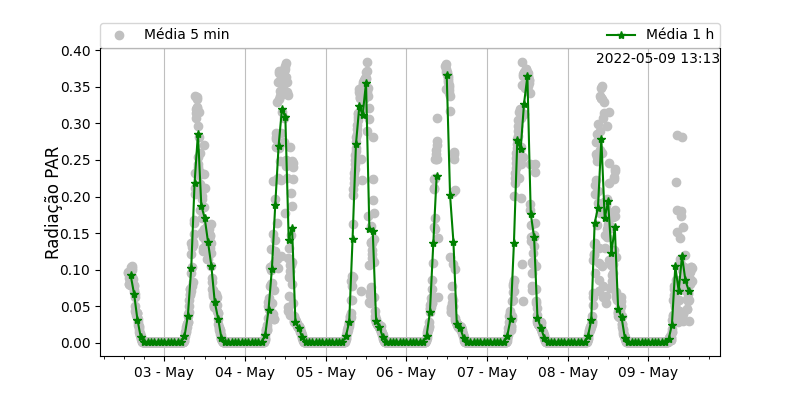 Média 5 min
Média 1 h
2022-05-09 13:13
Radiação PAR
0.40
0.35
0.30
0.25
0.20
0.15
0.10
0.05
0.00
03 - May
04 - May
05 - May
06 - May
07 - May
08 - May
09 - May